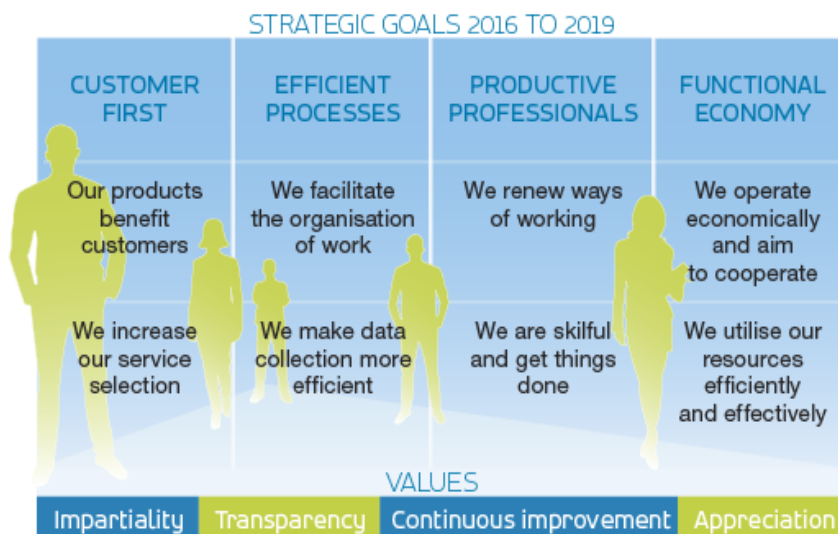 STRATEGIC GOALS 2016 TO 2019
CUSTOMER
FIRST
EFFICIENT
PROCESSES
PRODUCTIVE
PROFESSIONALS
FUNCTIONAL
ECONOMY
Our products
benefit
customers
We facilitate
the organisation
of work
We renew ways
of working
We operate
economically
and aim
to cooperate
We increase
our service
selection
We make data
collection more
efficient
We are skilful
and get things
done
We utilise our
resources
efficiently
and effectively
VALUES
Impartiality
Transparency
Continuous improvement
Appreciation